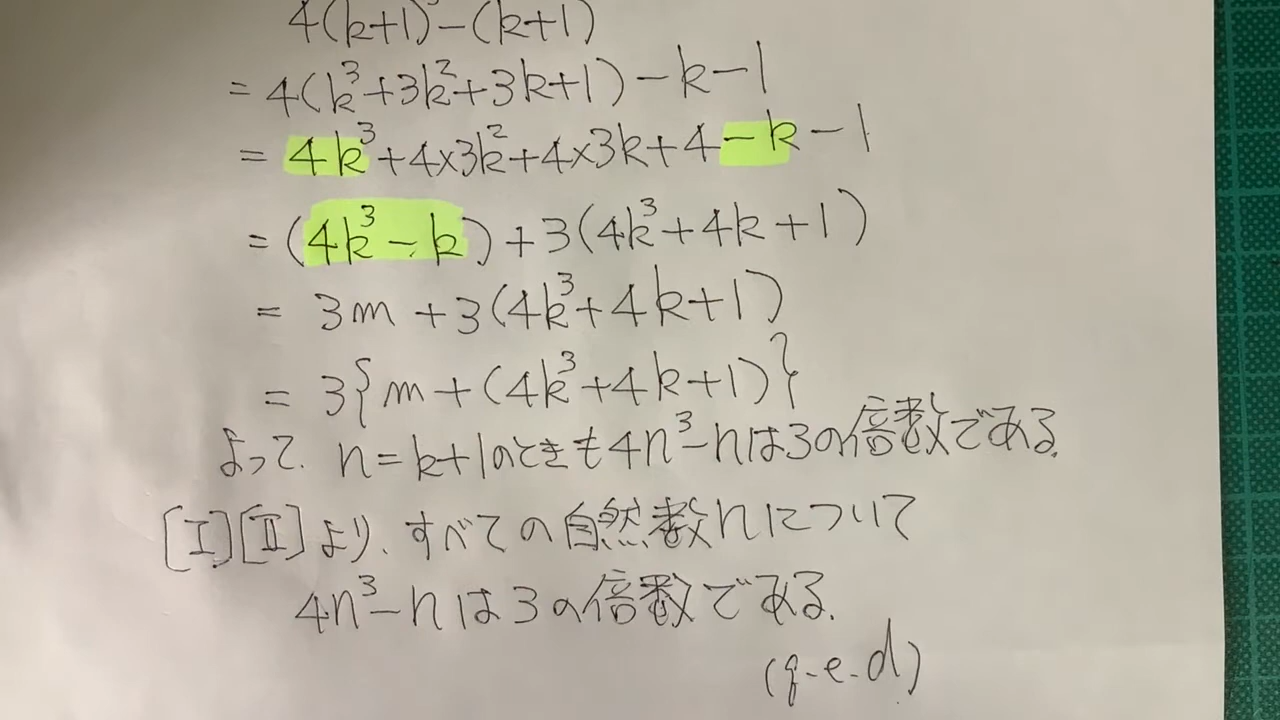 4(k+1)³-(k+1)
=4(k³+3k²+3k+1)-k-1
=4k³+4×3k²+4×3k+4-k-1
=(4k³-k)+3(4k³+4k+1)
=3m+3(4k³+4k+1)
=3{m+(4k³+4k+1)}
よって、n=k+1のときも4n³-nは3の倍数である。
[I][II]より、すべての自然数nについて
4n³-nは3の倍数である。
(q.e.d)